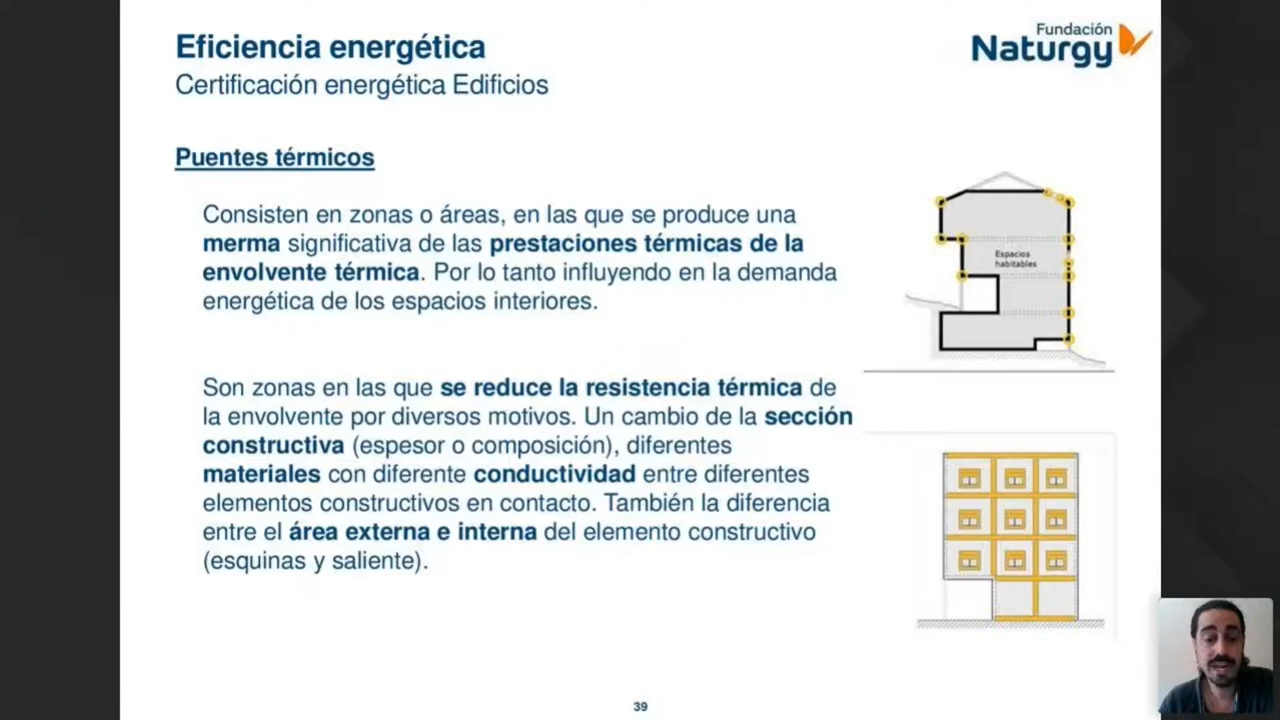 Eficiencia energética
Certificación energética Edificios
Fundación
Naturgy
Puentes térmicos
Consisten en zonas o áreas, en las que se produce una
merma significativa de las prestaciones térmicas de la
envolvente térmica. Por lo tanto influyendo en la demanda
energética de los espacios interiores.
Espacios
habitables
Son zonas en las que se reduce la resistencia térmica de
la envolvente por diversos motivos. Un cambio de la sección
constructiva (espesor o composición), diferentes
materiales con diferente conductividad entre diferentes
elementos constructivos en contacto. También la diferencia
entre el área externa e interna del elemento constructivo
(esquinas y saliente).
39